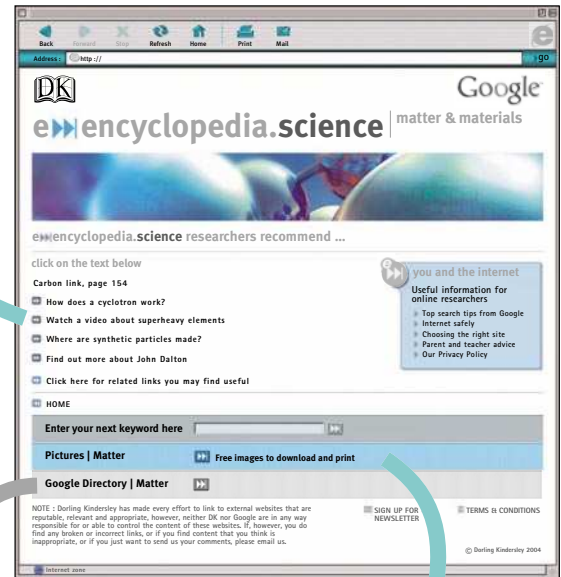 Back Forward Stop Refresh Home Print Mail
Address : http :// go
DK Google
e encyclopedia.science matter & materials
e encyclopedia.science researchers recommend ...
click on the text below
Carbon link, page 154
How does a cyclotron work?
Watch a video about superheavy elements
Where are synthetic particles made?
Find out more about John Dalton
Click here for related links you may find useful
HOME
you and the internet
Useful information for
online researchers
Top search tips from Google
Internet safely
Choosing the right site
Parent and teacher advice
Our Privacy Policy
Enter your next keyword here
Pictures | Matter Free images to download and print
Google Directory | Matter
NOTE : Dorling Kindersley has made every effort to link to external websites that are
reputable, relevant and appropriate, however, neither DK nor Google are in any way
responsible for or able to control the content of these websites. If, however, you do
find any broken or incorrect links, or if you find content that you think is
inappropriate, or if you just want to send us your comments, please email us.
SIGN UP FOR
NEWSLETTER
TERMS & CONDITIONS
© Dorling Kindersley 2004
Internet zone